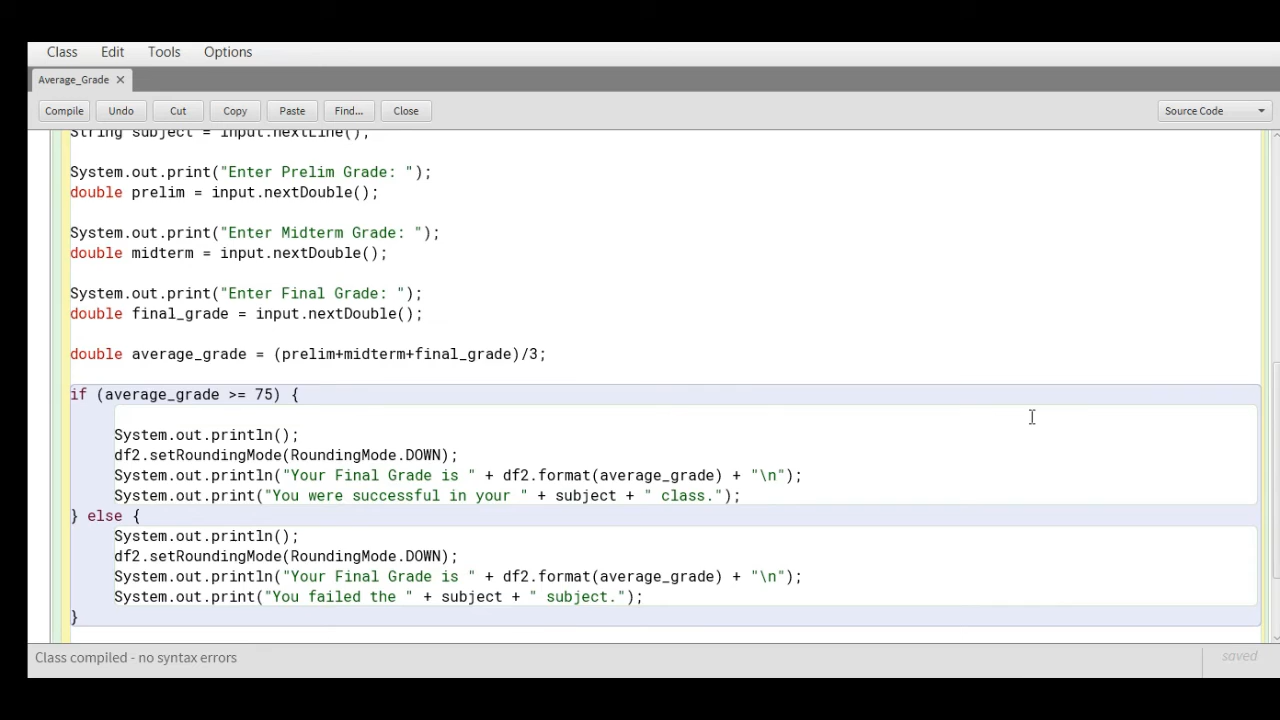 Class Edit Tools Options
Average_Grade ×
Compile Undo Cut Copy Paste Find... Close Source Code
String subject = input.nextLine();
System.out.print("Enter Prelim Grade: ");
double prelim = input.nextDouble();
System.out.print("Enter Midterm Grade: ");
double midterm = input.nextDouble();
System.out.print("Enter Final Grade: ");
double final_grade = input.nextDouble();
double average_grade = (prelim+midterm+final_grade)/3;
if (average_grade >= 75) {
System.out.println();
df2.setRoundingMode(RoundingMode.DOWN);
System.out.println("Your Final Grade is " + df2.format(average_grade) + "\n");
System.out.print("You were successful in your " + subject + " class.");
} else {
System.out.println();
df2.setRoundingMode(RoundingMode.DOWN);
System.out.println("Your Final Grade is " + df2.format(average_grade) + "\n");
System.out.print("You failed the " + subject + " subject.");
}
Class compiled - no syntax errors
saved